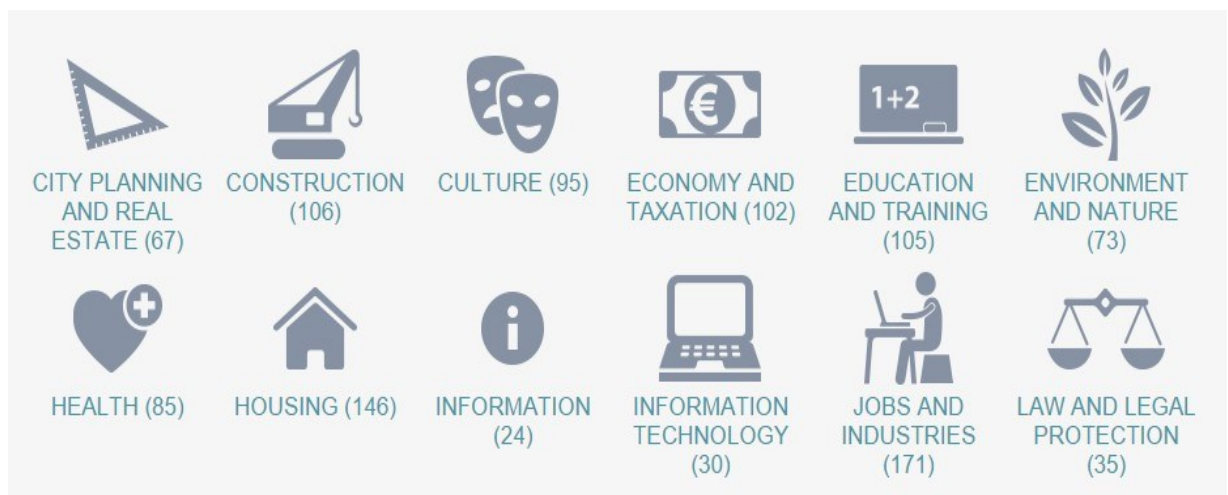 1+2
€
CITY PLANNING
AND REAL
ESTATE (67)
CONSTRUCTION
(106)
CULTURE (95)
ECONOMY AND
TAXATION (102)
EDUCATION
AND TRAINING
(105)
ENVIRONMENT
AND NATURE
(73)
i
HEALTH (85)
HOUSING (146)
INFORMATION
(24)
INFORMATION
TECHNOLOGY
(30)
JOBS AND
INDUSTRIES
(171)
LAW AND LEGAL
PROTECTION
(35)